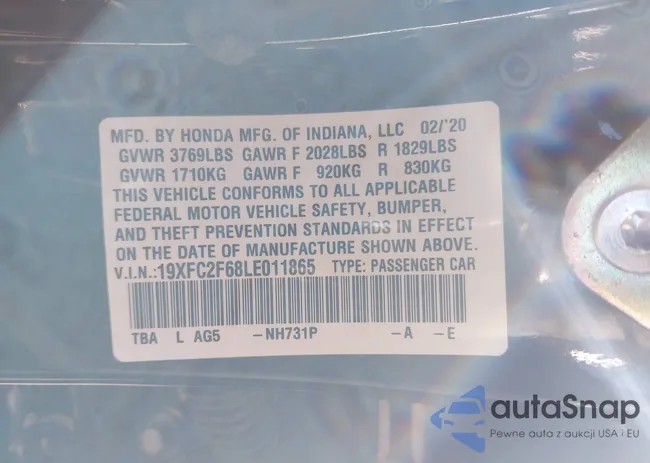 MFD. BY HONDA MFG. OF INDIANA, LLC 02/'20
GVWR 3769LBS GAWR F 2028LBS R 1829LBS
GVWR 1710KG GAWR F 920KG R 830KG
THIS VEHICLE CONFORMS TO ALL APPLICABLE
FEDERAL MOTOR VEHICLE SAFETY, BUMPER,
AND THEFT PREVENTION STANDARDS IN EFFECT
ON THE DATE OF MANUFACTURE SHOWN ABOVE.
V.I.N.:19XFC2F68LE011865 TYPE: PASSENGER CAR
TBA L AG5 -NH731P -A -E
autaSnap
Pewne auta z aukcji USA i EU